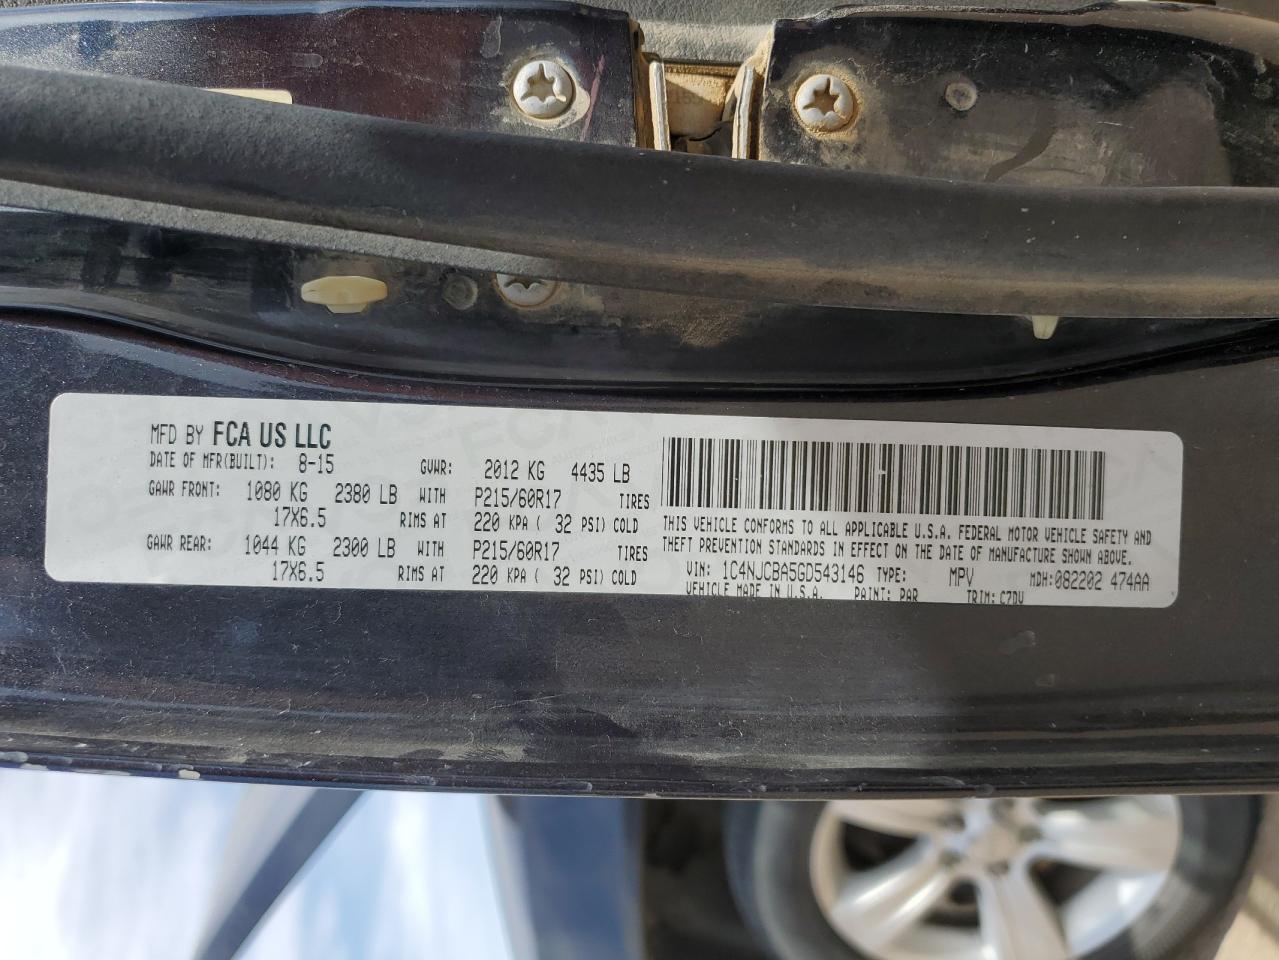 MFD BY FCA US LLC
DATE OF MFR(BUILT): 8-15 GVWR: 2012 KG 4435 LB
GAWR FRONT: 1080 KG 2380 LB WITH P215/60R17 TIRES
17X6.5 RIMS AT 220 KPA ( 32 PSI) COLD
GAWR REAR: 1044 KG 2300 LB WITH P215/60R17 TIRES
17X6.5 RIMS AT 220 KPA ( 32 PSI) COLD
THIS VEHICLE CONFORMS TO ALL APPLICABLE U.S.A. FEDERAL MOTOR VEHICLE SAFETY AND
THEFT PREVENTION STANDARDS IN EFFECT ON THE DATE OF MANUFACTURE SHOWN ABOVE.
VIN: 1C4NJCBA5GD543146 TYPE: MPV MDH:082202 474AA
VEHICLE MADE IN U.S.A. PAINT: PAR TRIM: C7DV